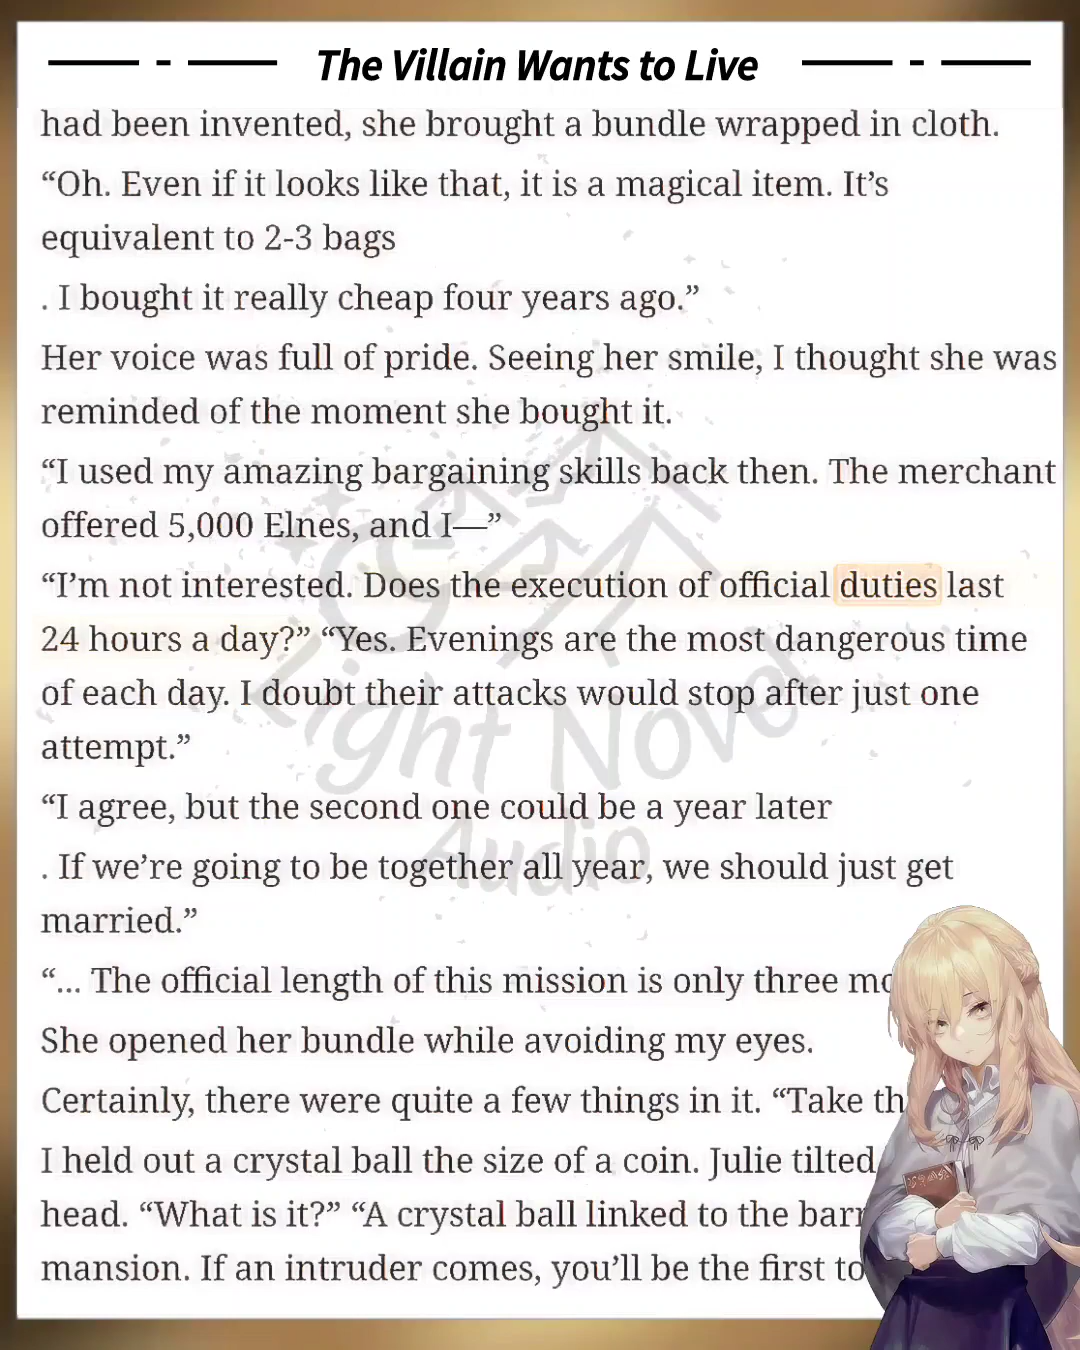 The Villain Wants to Live
had been invented, she brought a bundle wrapped in cloth.
“Oh. Even if it looks like that, it is a magical item. It’s
equivalent to 2-3 bags
. I bought it really cheap four years ago.”
Her voice was full of pride. Seeing her smile, I thought she was
reminded of the moment she bought it.
“I used my amazing bargaining skills back then. The merchant
offered 5,000 Elnes, and I—”
“I’m not interested. Does the execution of official duties last
24 hours a day?” “Yes. Evenings are the most dangerous time
of each day. I doubt their attacks would stop after just one
attempt.”
“I agree, but the second one could be a year later
. If we’re going to be together all year, we should just get
married.”
“... The official length of this mission is only three
She opened her bundle while avoiding my eyes.
Certainly, there were quite a few things in it. “Take
I held out a crystal ball the size of a coin. Julie tilted
head. “What is it?” “A crystal ball linked to the
mansion. If an intruder comes, you’ll be the first to
Light Novel
Audio